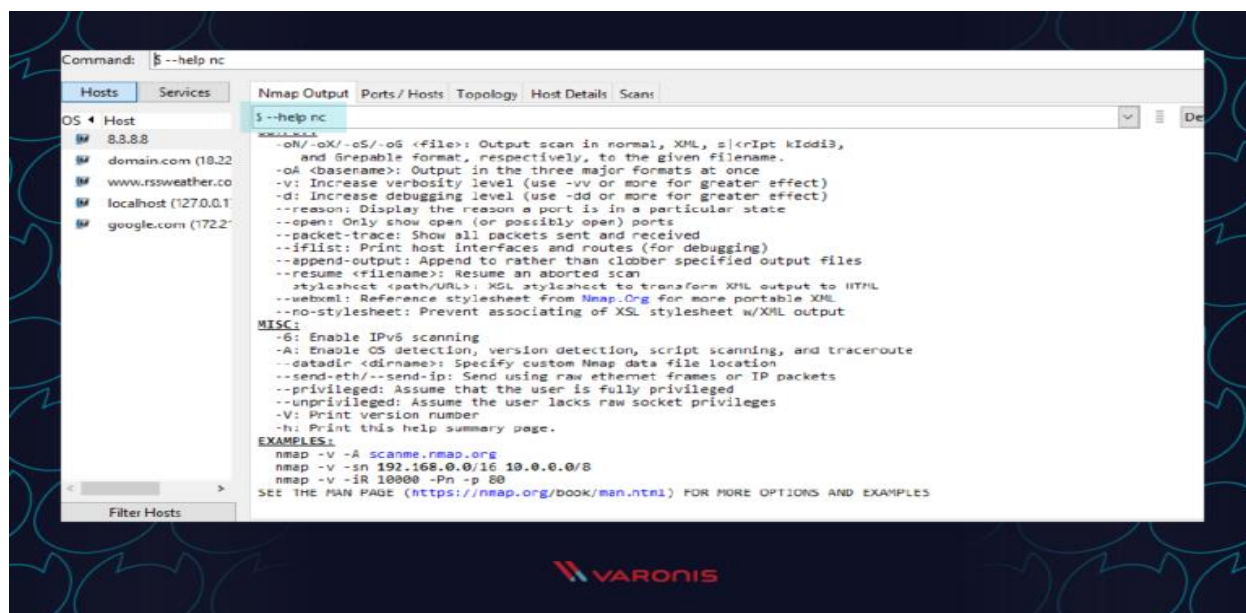 Command: $ --help nc
Hosts Services
Nmap Output Ports / Hosts Topology Host Details Scans
OS Host
$ --help nc
De
8.8.8.8
domain.com (18.22
www.rssweather.co
localhost (127.0.0.1
google.com (172.21
-oN/-oX/-oS/-oG <file>: Output scan in normal, XML, s|<rIpt kIddi3,
and Grepable format, respectively, to the given filename.
-oA <basename>: Output in the three major formats at once
-v: Increase verbosity level (use -vv or more for greater effect)
-d: Increase debugging level (use -dd or more for greater effect)
--reason: Display the reason a port is in a particular state
--open: Only show open (or possibly open) ports
--packet-trace: Show all packets sent and received
--iflist: Print host interfaces and routes (for debugging)
--append-output: Append to rather than clobber specified output files
--resume <filename>: Resume an aborted scan
stylesheet <path/URL>: XSL stylesheet to transform XML output to HTML
--webxml: Reference stylesheet from Nmap.Org for more portable XML
--no-stylesheet: Prevent associating of XSL stylesheet w/XML output
MISC:
-6: Enable IPv6 scanning
-A: Enable OS detection, version detection, script scanning, and traceroute
--datadir <dirname>: Specify custom Nmap data file location
--send-eth/--send-ip: Send using raw ethernet frames or IP packets
--privileged: Assume that the user is fully privileged
--unprivileged: Assume the user lacks raw socket privileges
-V: Print version number
-h: Print this help summary page.
EXAMPLES:
nmap -v -A scanme.nmap.org
nmap -v -sn 192.168.0.0/16 10.0.0.0/8
nmap -v -iR 10000 -Pn -p 80
SEE THE MAN PAGE (https://nmap.org/book/man.html) FOR MORE OPTIONS AND EXAMPLES
Filter Hosts
VARONIS